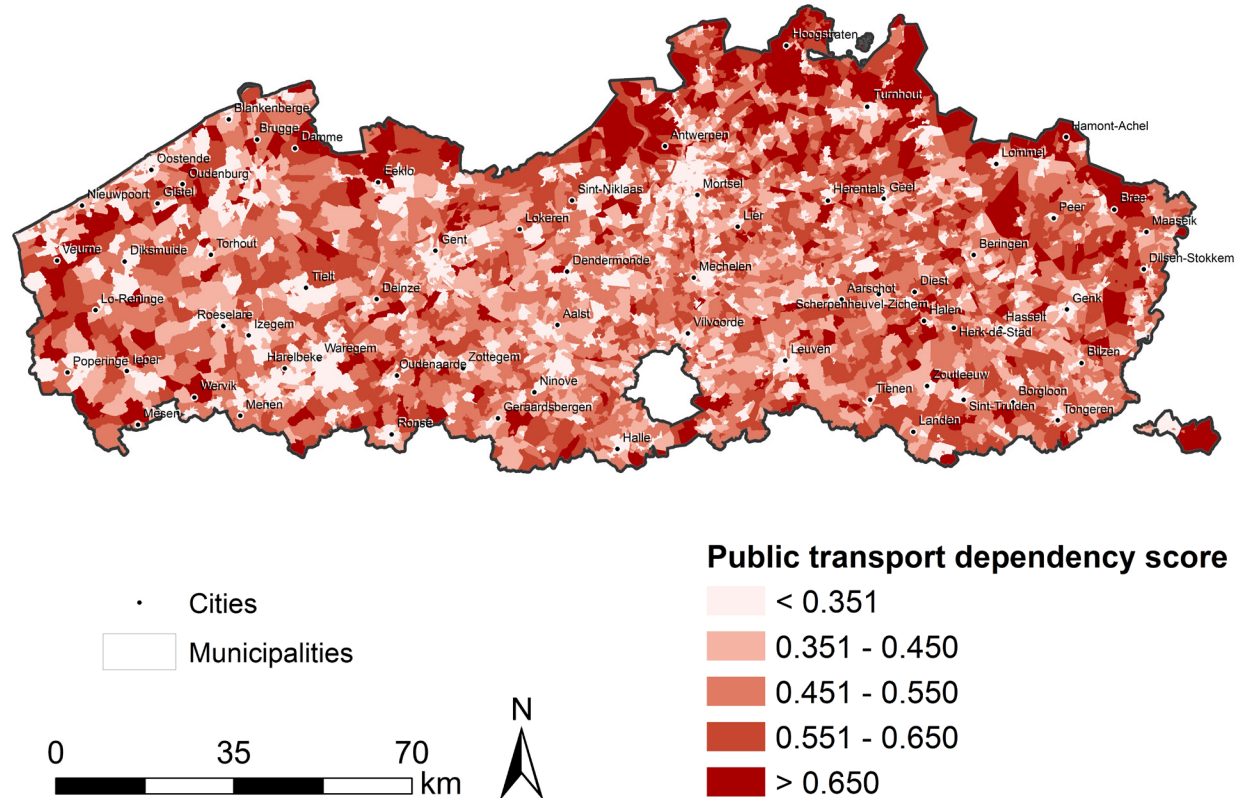 Hoogstraten
Turnhout
Blankenberge
Brugge
Damme
Antwerpen
Hamont-Achel
Lommel
Oostende
Oudenburg
Eeklo
Nieuwpoort
Gistel
Sint-Niklaas
Mortsel
Herentals
Geel
Bree
Peer
Maaseik
Lokeren
Lier
Veurne
Diksmuide
Torhout
Gent
Beringen
Dendermonde
Mechelen
Dilsen-Stokkem
Tielt
Deinze
Aarschot
Diest
Scherpenheuvel-Zichem
Genk
Lo-Reninge
Roeselare
Izegem
Aalst
Vilvoorde
Halen
Hasselt
Herk-de-Stad
Poperinge
Ieper
Harelbeke
Waregem
Oudenaarde
Zottegem
Leuven
Bilzen
Wervik
Ninove
Tienen
Zoutleeuw
Borgloon
Mesen
Menen
Geraardsbergen
Sint-Truiden
Tongeren
Ronse
Halle
Landen
Public transport dependency score
< 0.351
0.351 - 0.450
0.451 - 0.550
0.551 - 0.650
> 0.650
Cities
Municipalities
N
0 35 70
km